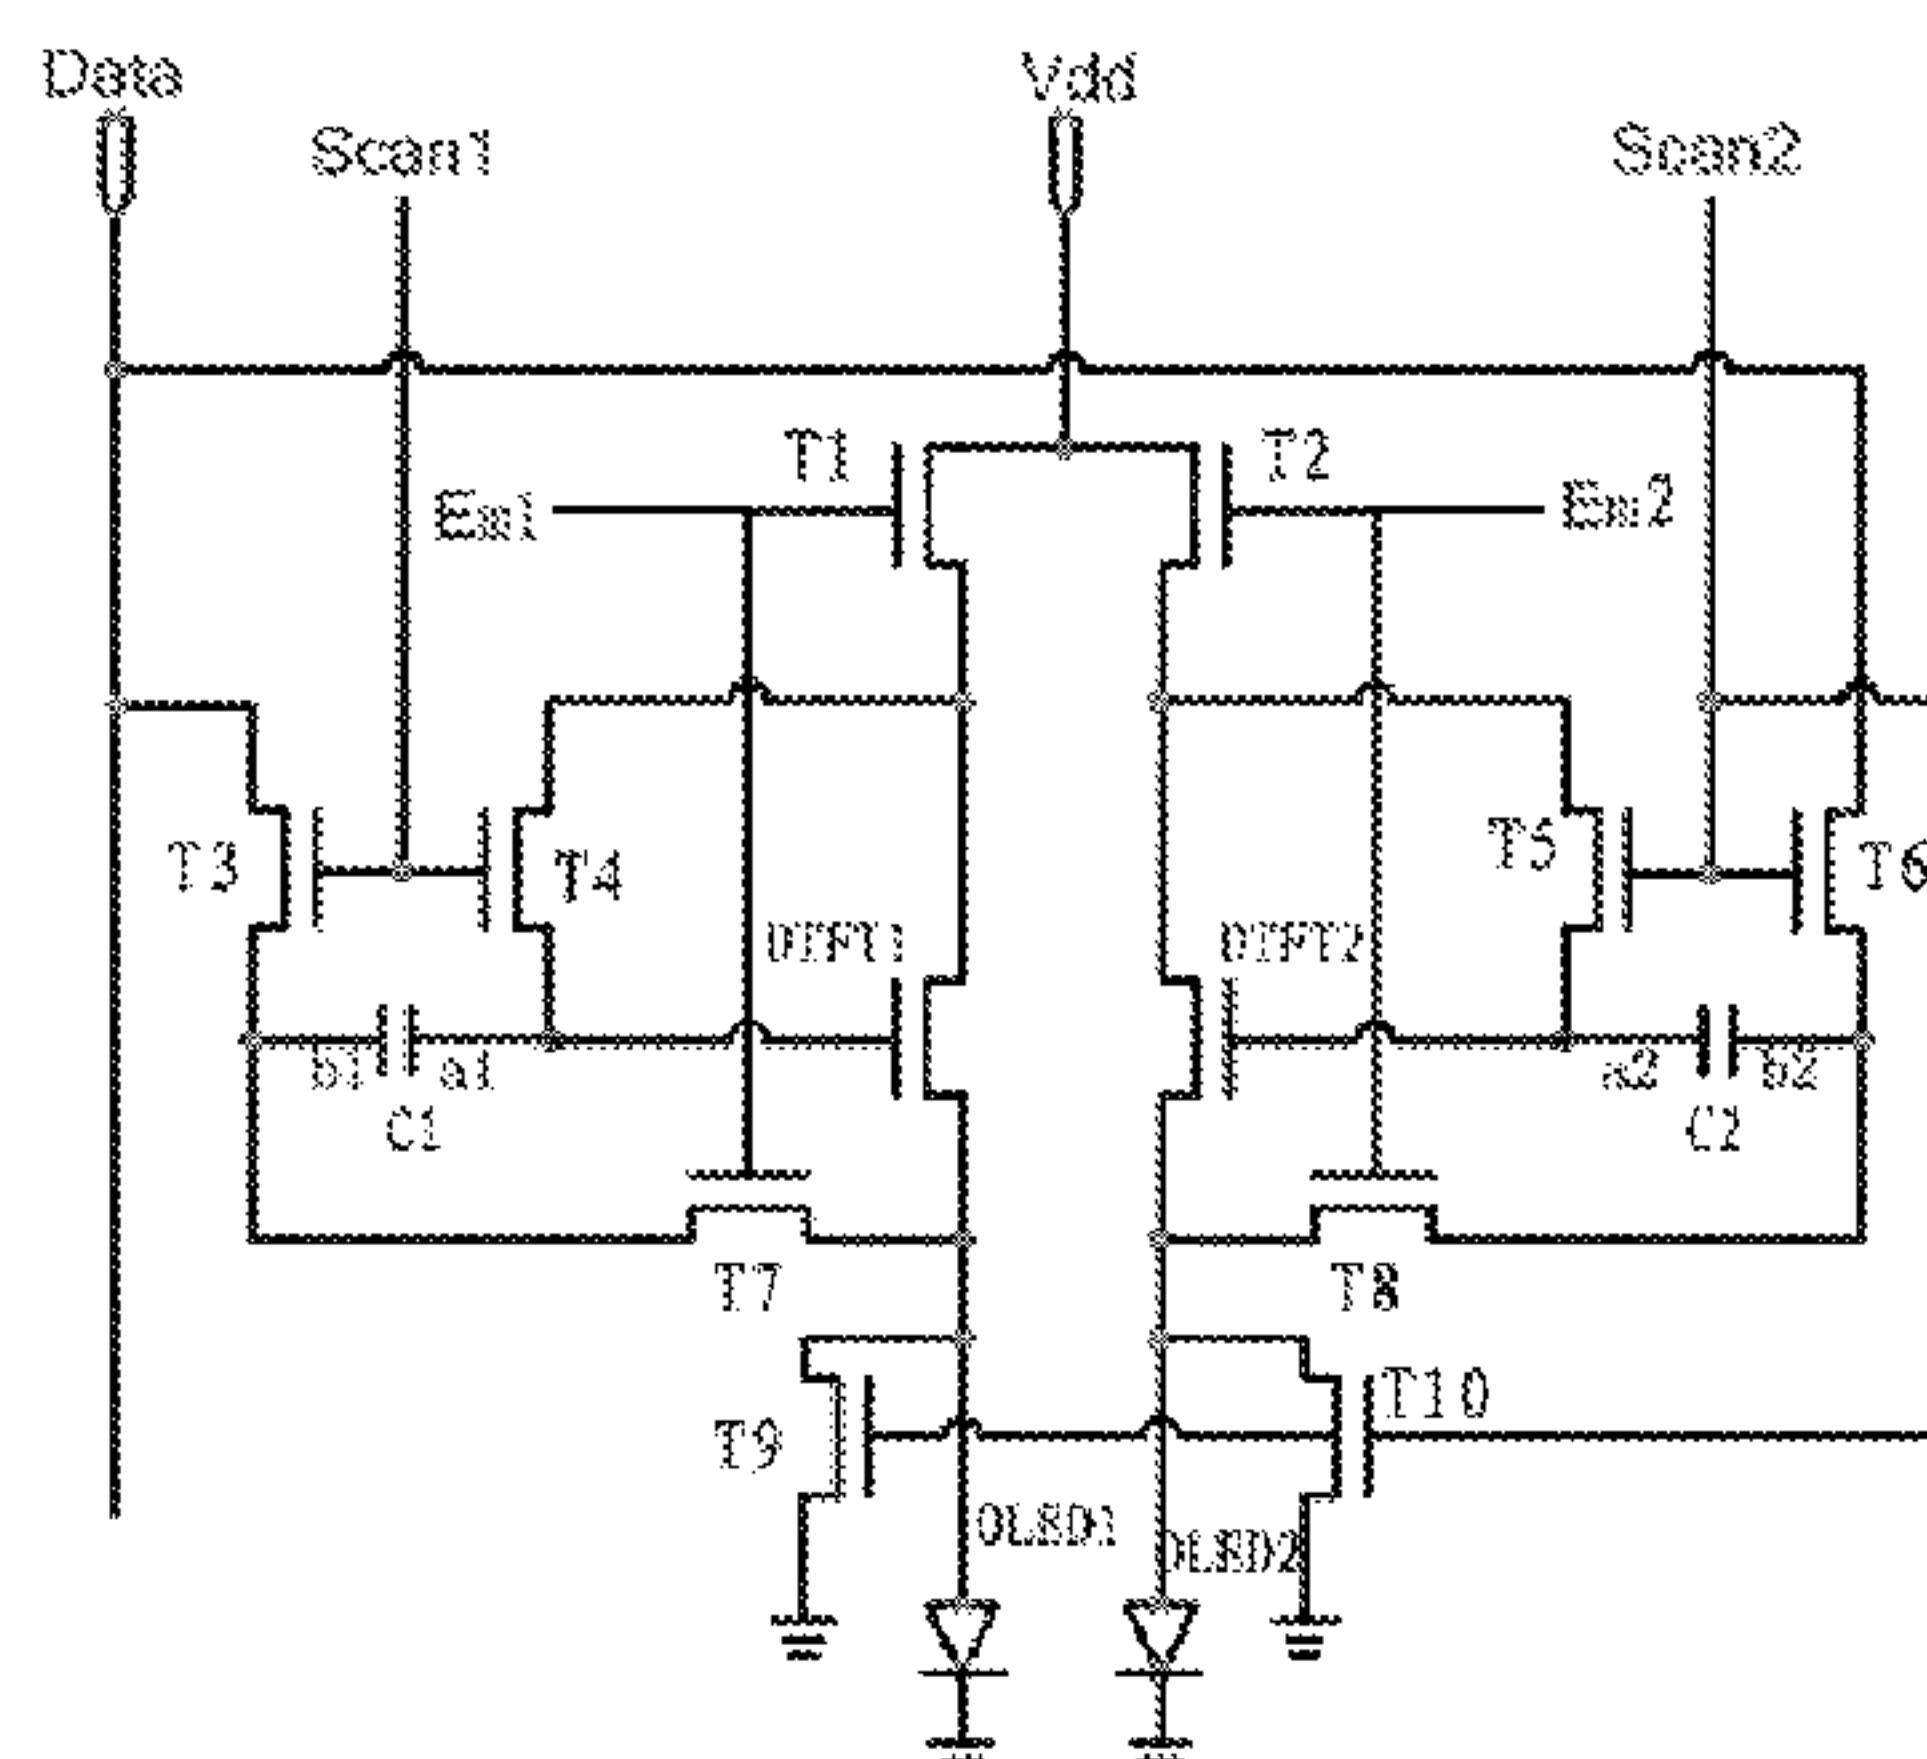 Data
Vdd
Scan1
Scan2
T1
T2
Em1
Em2
T3
T4
T5
T6
DTFT1
DTFT2
b1
a1
a2
b2
C1
C2
T7
T8
T9
T10
OLED1
OLED2